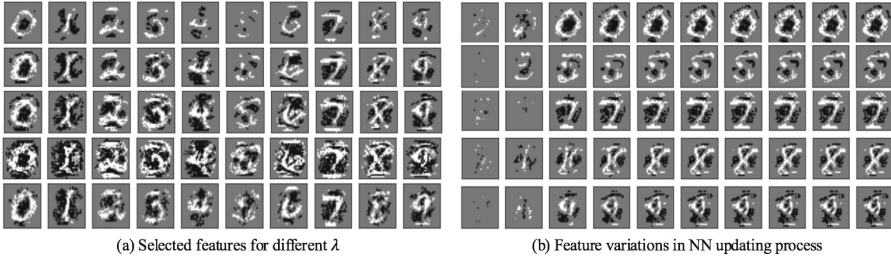 (a) Selected features for different λ
(b) Feature variations in NN updating process